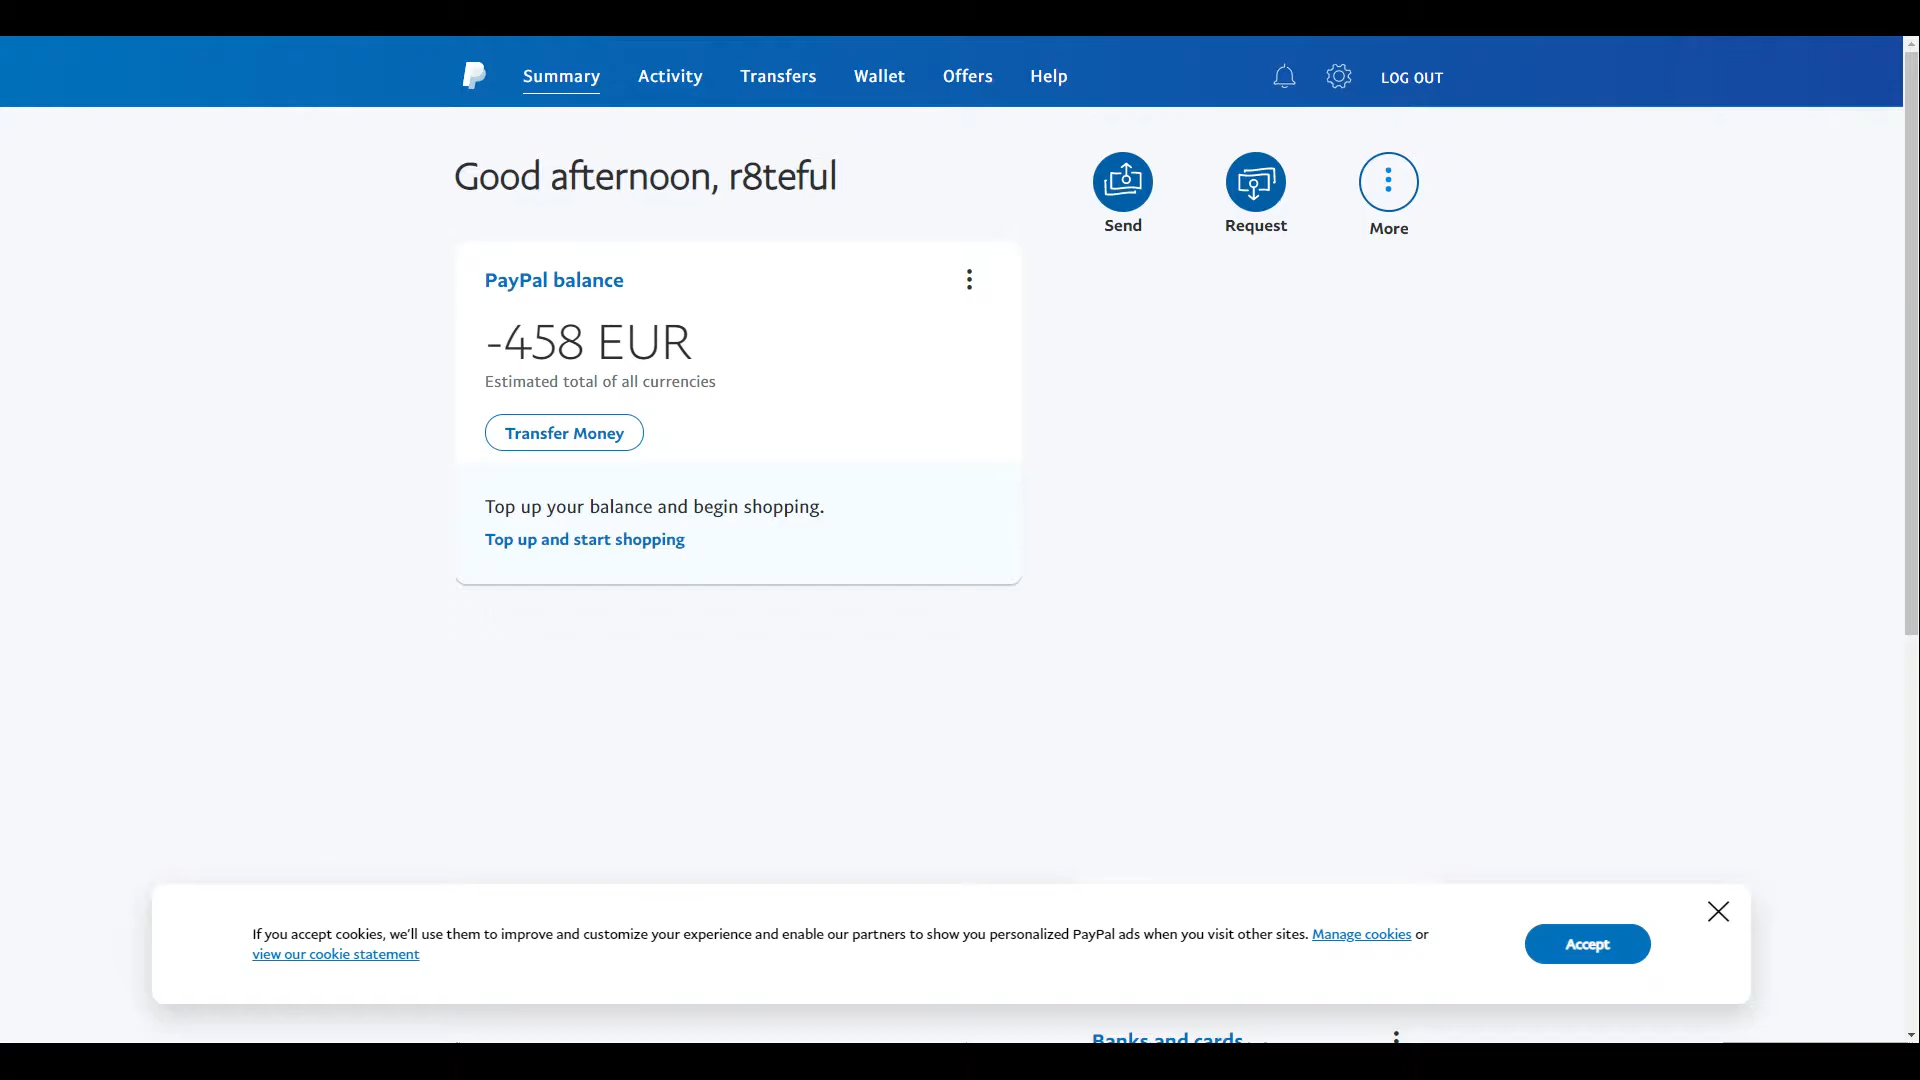 Summary Activity Transfers Wallet Offers Help LOG OUT
Good afternoon, r8teful
Send Request More
PayPal balance
-458 EUR
Estimated total of all currencies
Transfer Money
Top up your balance and begin shopping.
Top up and start shopping
If you accept cookies, we'll use them to improve and customize your experience and enable our partners to show you personalized PayPal ads when you visit other sites. Manage cookies or
view our cookie statement
Accept
Banks and cards